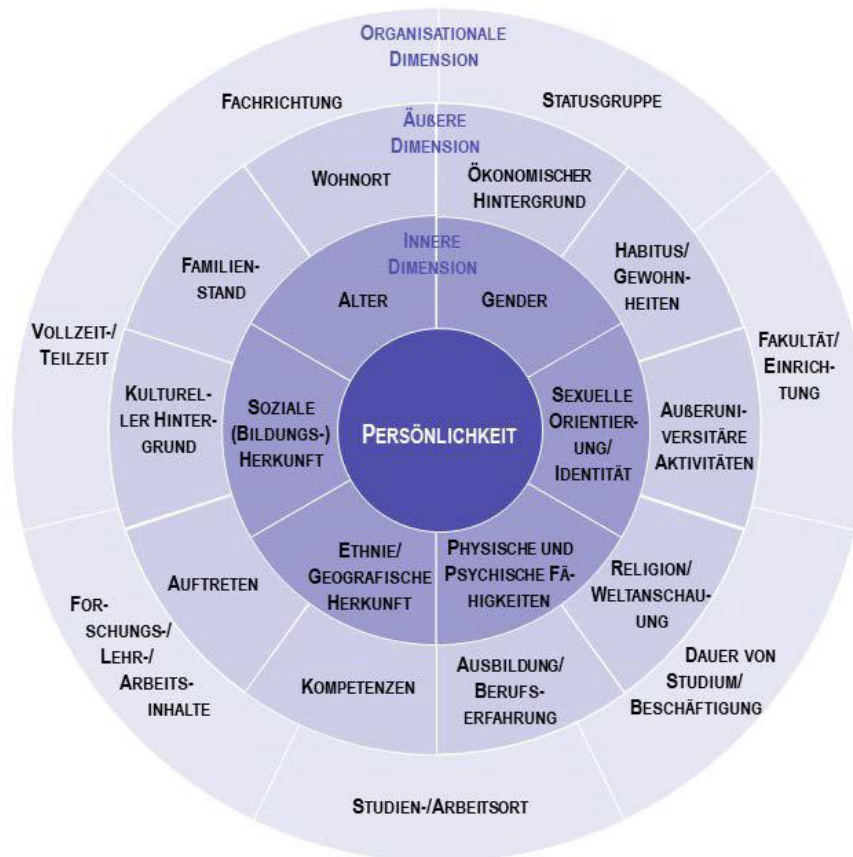 ORGANISATIONALE
DIMENSION
FACHRICHTUNG
STATUSGRUPPE
ÄUßERE
DIMENSION
WOHNORT
ÖKONOMISCHER
HINTERGRUND
INNERE
DIMENSION
FAMILIEN-
STAND
HABITUS/
GEWOHN-
HEITEN
ALTER
GENDER
VOLLZEIT-/
TEILZEIT
FAKULTÄT/
EINRICH-
TUNG
KULTUREL-
LER HINTER-
GRUND
SOZIALE
(BILDUNGS-)
HERKUNFT
PERSÖNLICHKEIT
SEXUELLE
ORIENTIER-
UNG/
IDENTITÄT
AUßERUNI-
VERSITÄRE
AKTIVITÄTEN
AUFTRETEN
ETHNIE/
GEOGRAFISCHE
HERKUNFT
PHYSISCHE UND
PSYCHISCHE FÄ-
HIGKEITEN
RELIGION/
WELTANSCHAU-
UNG
FOR-
SCHUNGS-/
LEHR-/
ARBEITS-
INHALTE
KOMPETENZEN
AUSBILDUNG/
BERUFS-
ERFAHRUNG
DAUER VON
STUDIUM/
BESCHÄFTIGUNG
STUDIEN-/ARBEITSORT